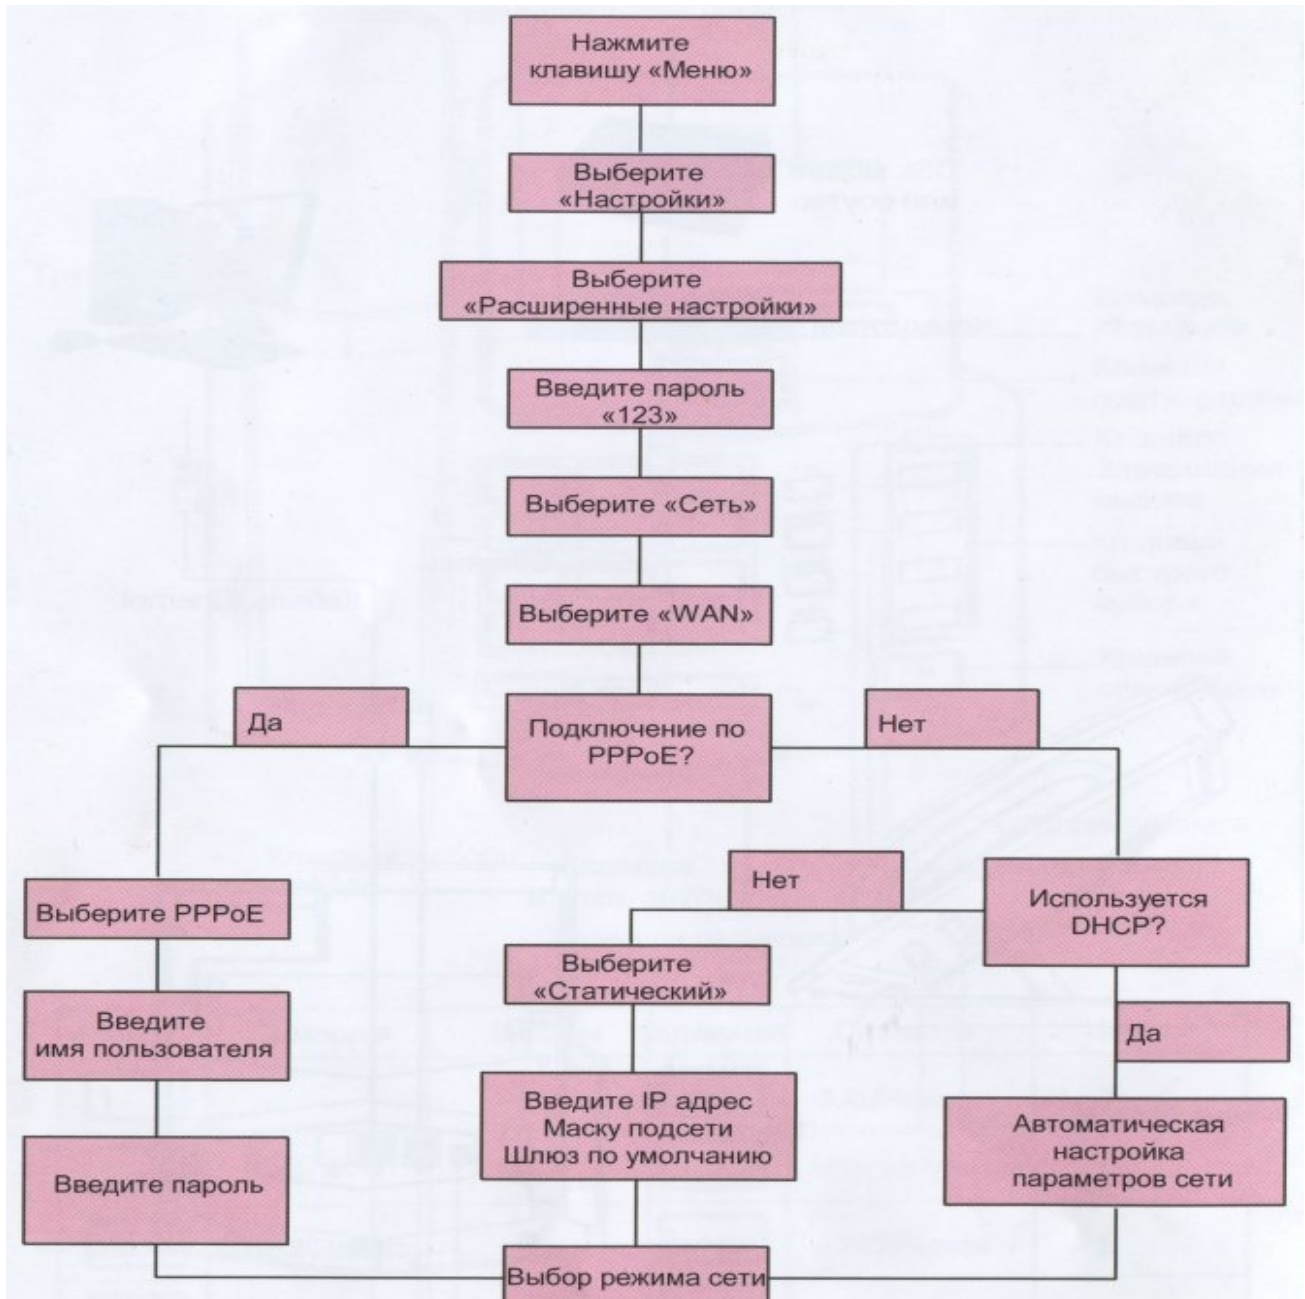 Нажмите
клавишу «Меню»
Выберите
«Настройки»
Выберите
«Расширенные настройки»
Введите пароль
«123»
Выберите «Сеть»
Выберите «WAN»
Да
Подключение по
PPPoE?
Нет
Выберите PPPoE
Нет
Используется
DHCP?
Выберите
«Статический»
Введите
имя пользователя
Да
Введите IP адрес
Маску подсети
Шлюз по умолчанию
Автоматическая
настройка
параметров сети
Введите пароль
Выбор режима сети